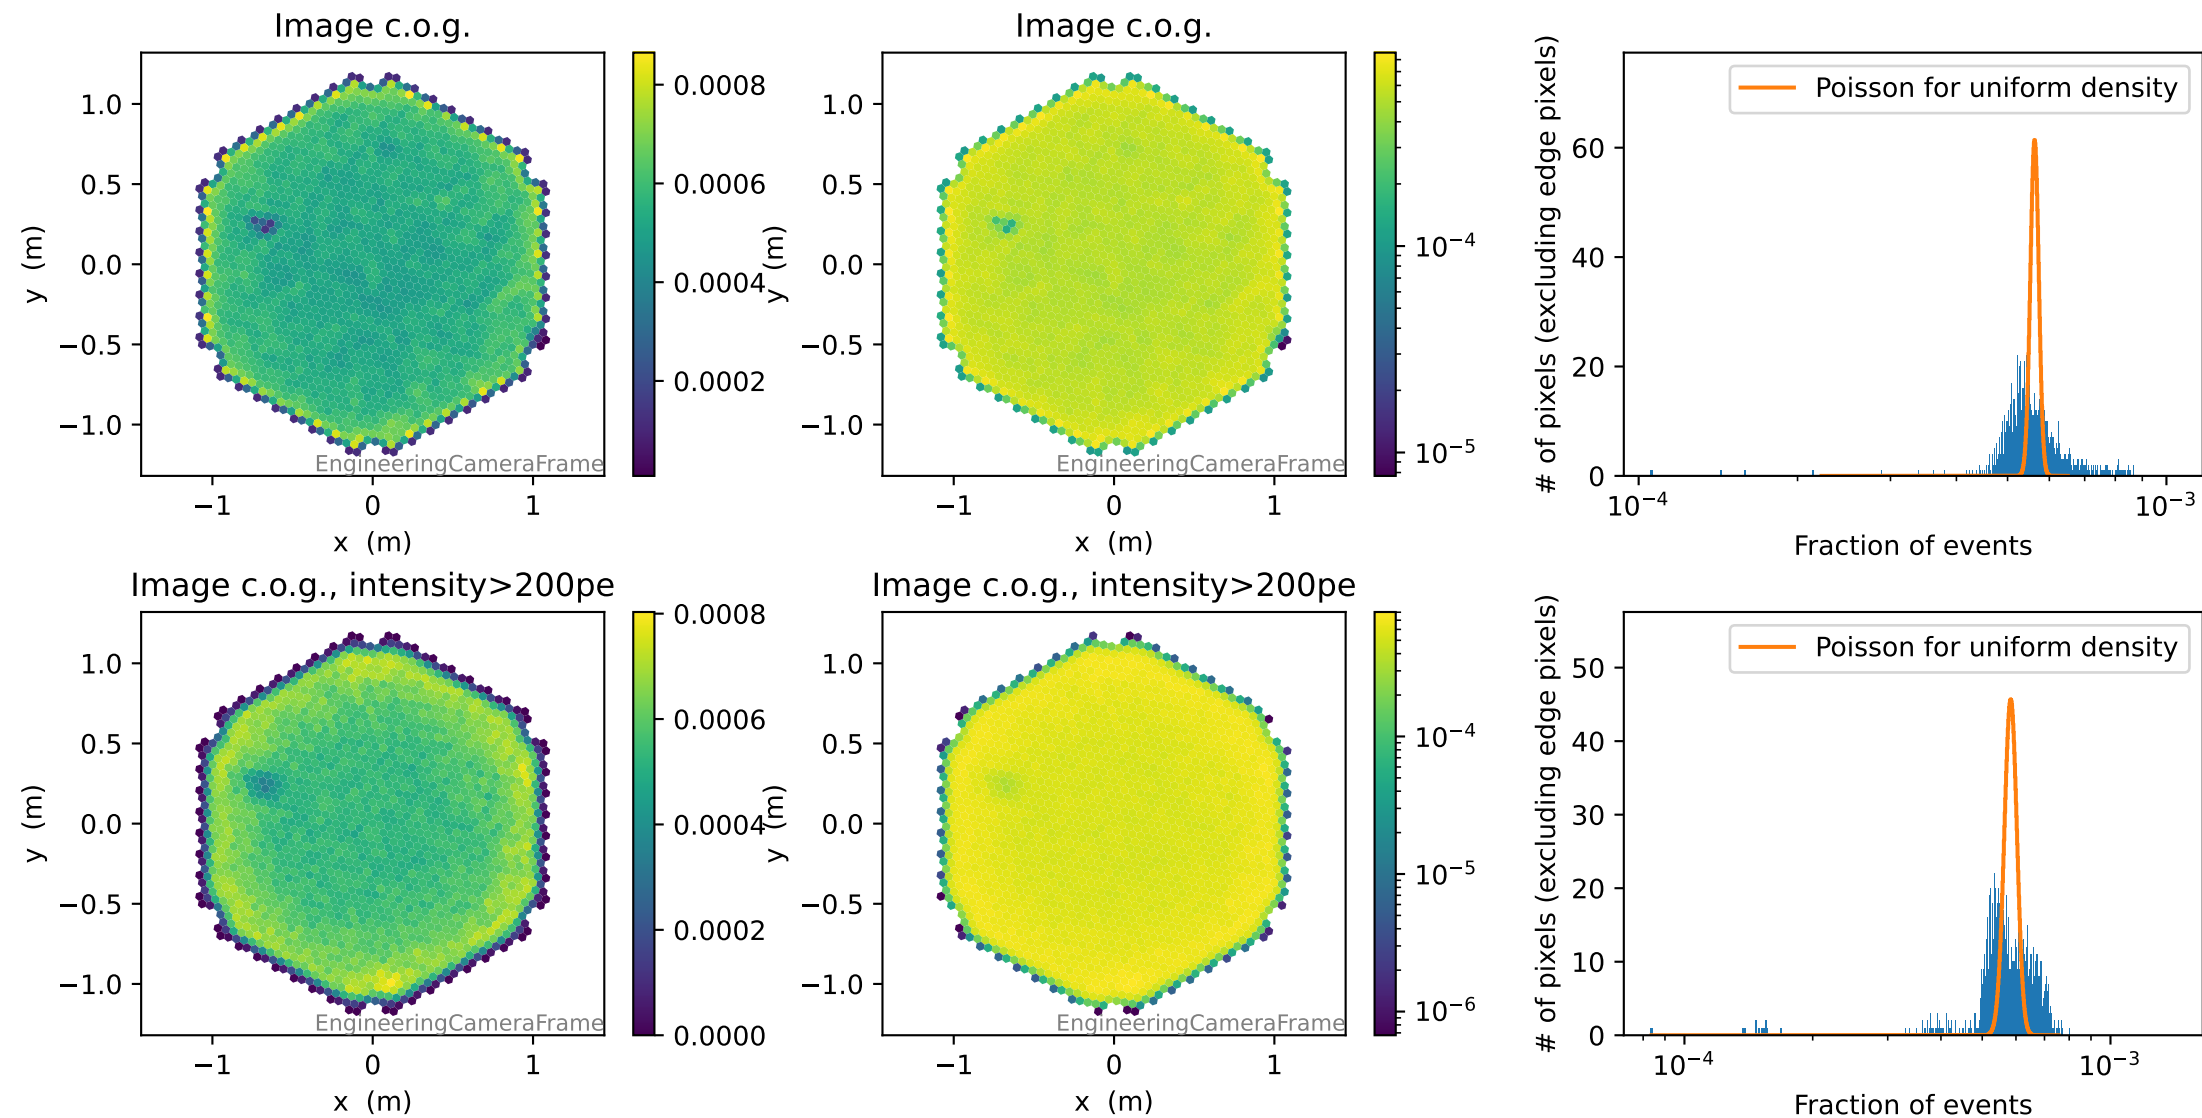 Image c.o.g.
1.0
0.5
0.0
−0.5
−1.0
y (m)
−1
0
1
x (m)
EngineeringCameraFrame
0.0008
0.0006
0.0004
0.0002
Image c.o.g.
1.0
0.5
0.0
−0.5
−1.0
y (m)
−1
0
1
x (m)
EngineeringCameraFrame
10−4
10−5
# of pixels (excluding edge pixels)
60
40
20
0
Poisson for uniform density
10−4
10−3
Fraction of events
Image c.o.g., intensity>200pe
1.0
0.5
0.0
−0.5
−1.0
y (m)
−1
0
1
x (m)
EngineeringCameraFrame
0.0008
0.0006
0.0004
0.0002
0.0000
Image c.o.g., intensity>200pe
1.0
0.5
0.0
−0.5
−1.0
y (m)
−1
0
1
x (m)
EngineeringCameraFrame
10−4
10−5
10−6
# of pixels (excluding edge pixels)
50
40
30
20
10
0
Poisson for uniform density
10−4
10−3
Fraction of events